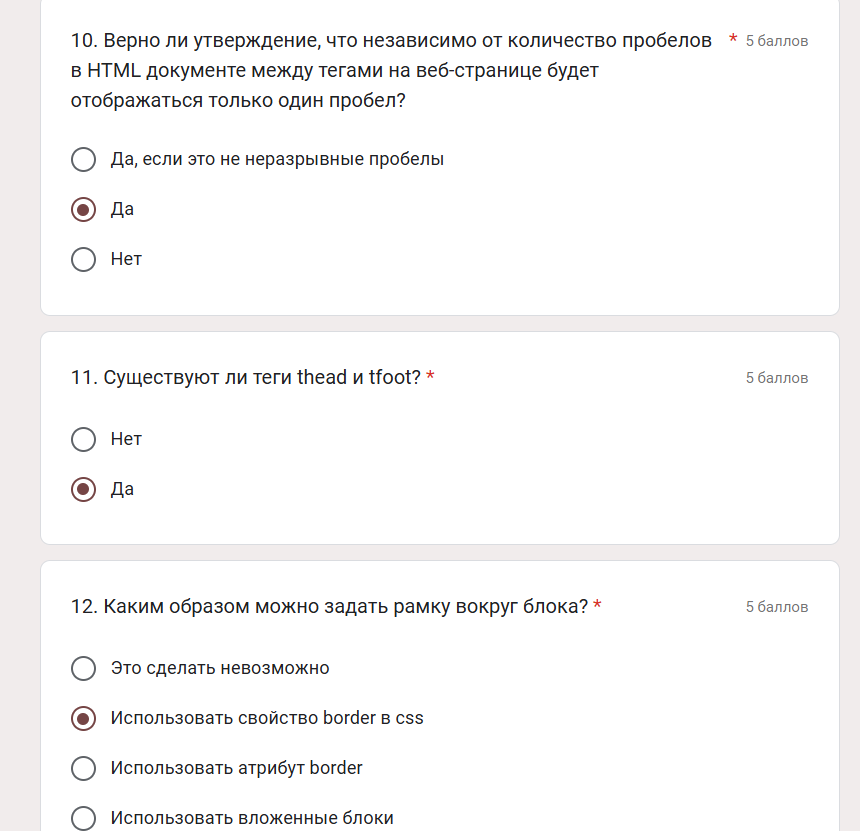 10. Верно ли утверждение, что независимо от количество пробелов * 5 баллов
в HTML документе между тегами на веб-странице будет
отображаться только один пробел?
Да, если это не неразрывные пробелы
Да
Нет
11. Существуют ли теги thead и tfoot? * 5 баллов
Нет
Да
12. Каким образом можно задать рамку вокруг блока? * 5 баллов
Это сделать невозможно
Использовать свойство border в css
Использовать атрибут border
Использовать вложенные блоки